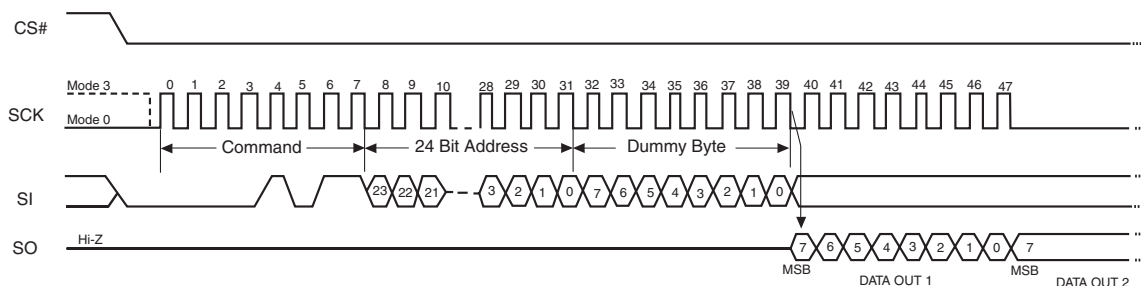 CS#
Mode 3
0 1 2 3 4 5 6 7 8 9 10 28 29 30 31 32 33 34 35 36 37 38 39 40 41 42 43 44 45 46 47
SCK
Mode 0
Command 24 Bit Address Dummy Byte
SI 23 22 21 3 2 1 0 7 6 5 4 3 2 1 0
Hi-Z
SO 7 6 5 4 3 2 1 0 7
MSB DATA OUT 1 MSB DATA OUT 2